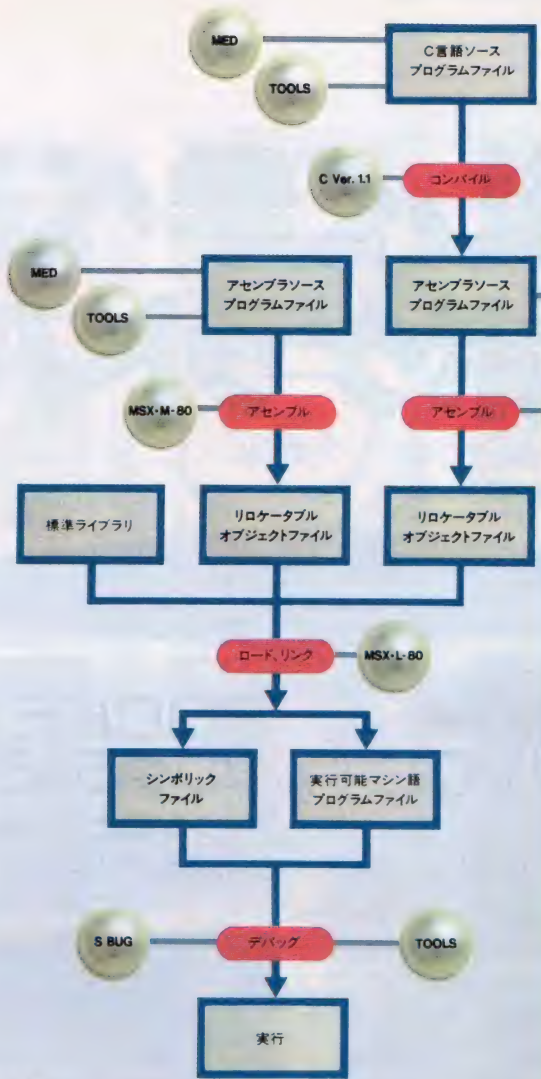 MED
C言語ソース
プログラムファイル
TOOLS
C Ver. 1.1
コンパイル
MED
アセンブラソース
プログラムファイル
アセンブラソース
プログラムファイル
TOOLS
MSX・M-80
アセンブル
アセンブル
標準ライブラリ
リロケータブル
オブジェクトファイル
リロケータブル
オブジェクトファイル
ロード、リンク
MSX・L-80
シンボリック
ファイル
実行可能マシン語
プログラムファイル
S BUG
デバッグ
TOOLS
実行